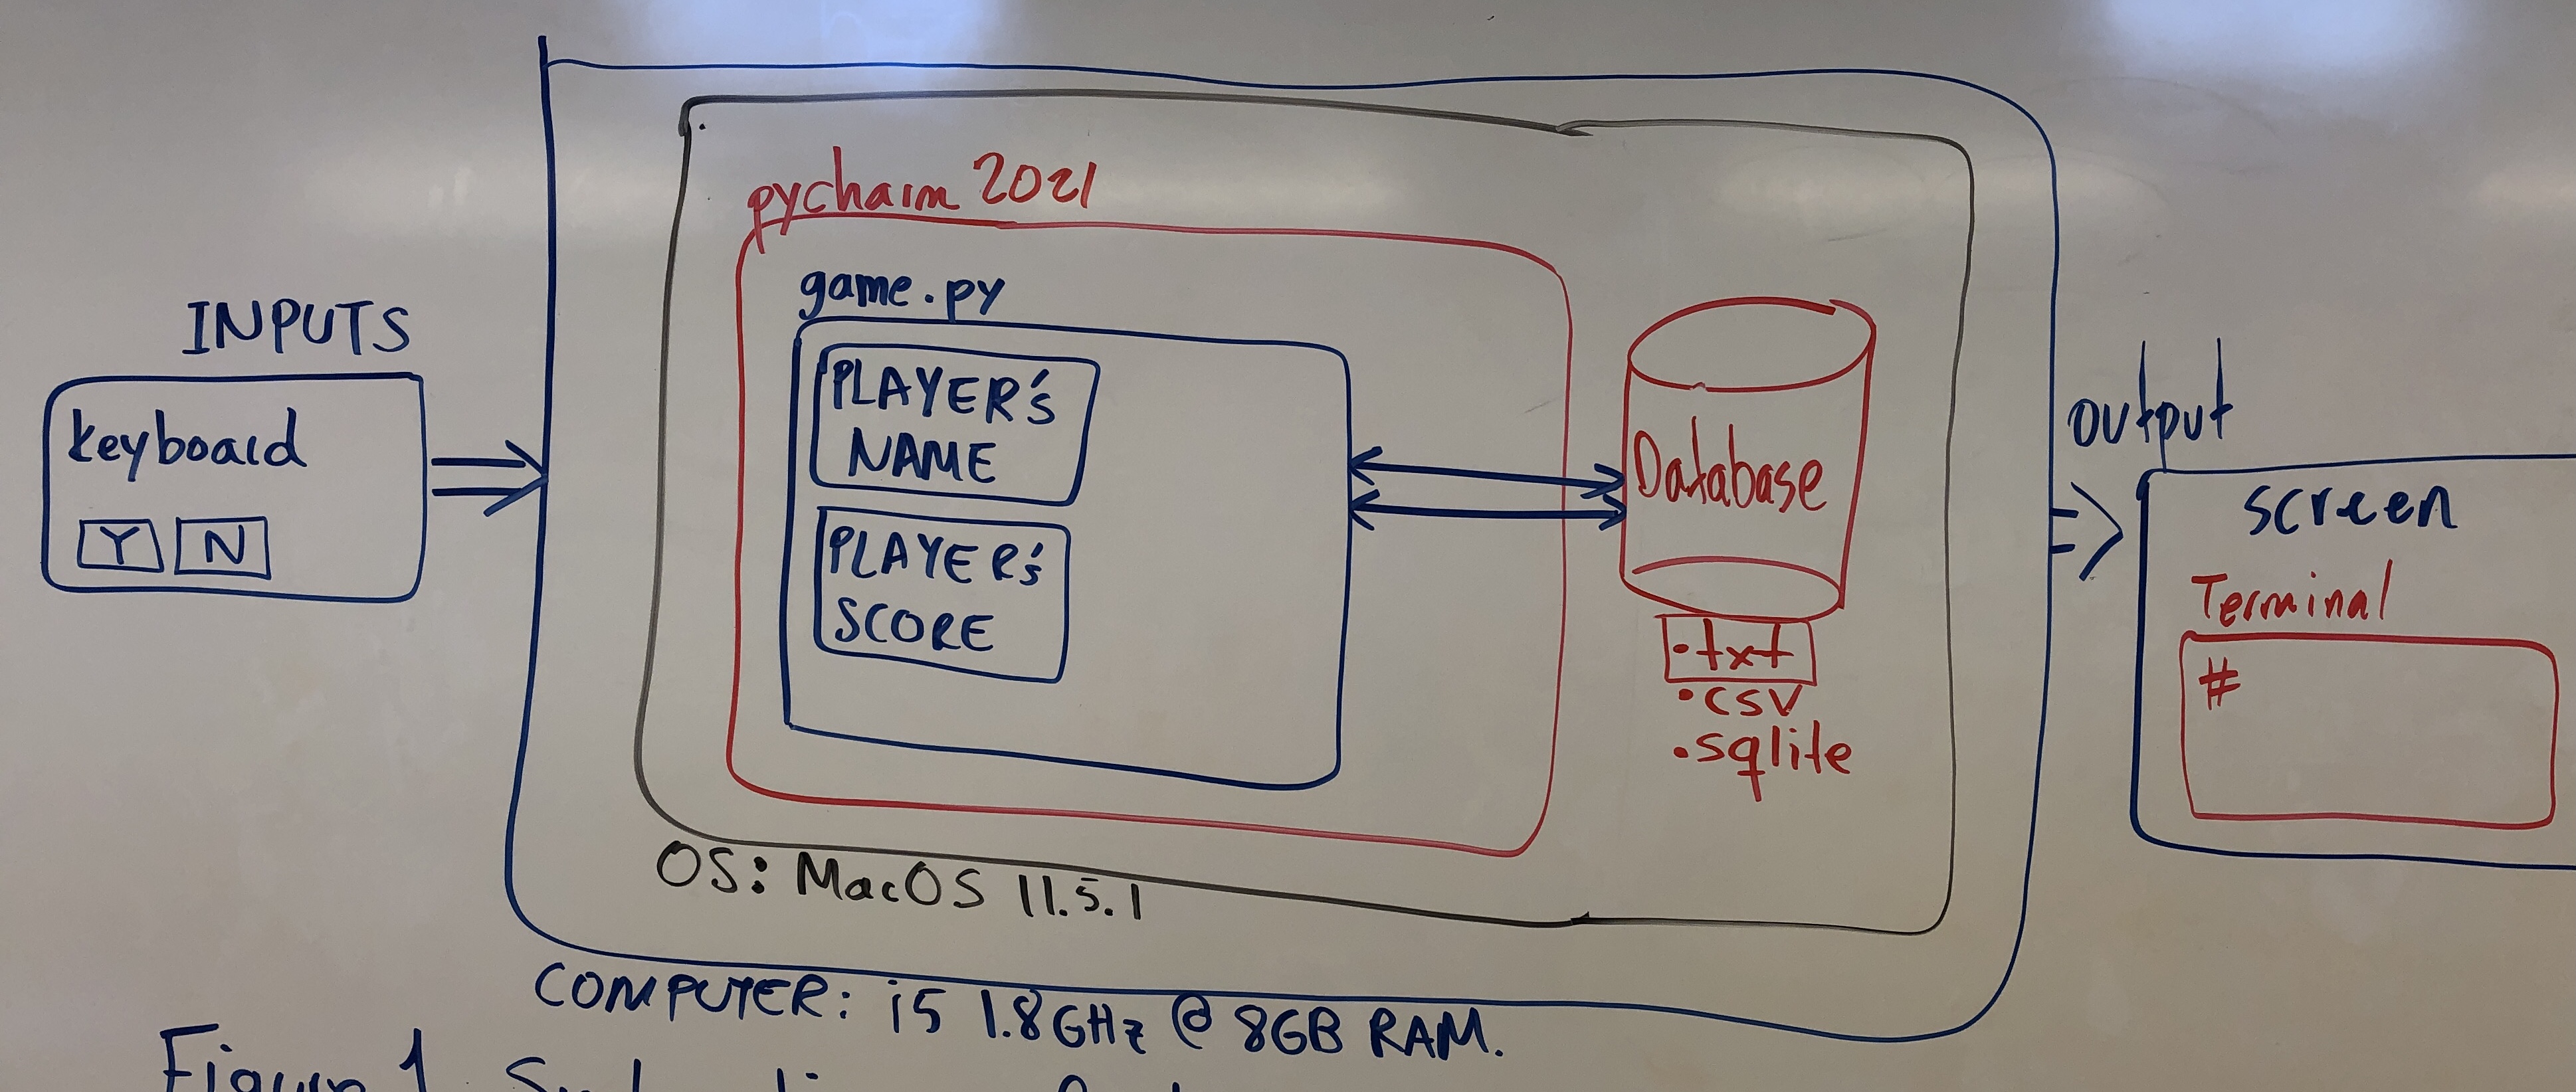 INPUTS
keyboard
Y N
pycharm 2021
game.py
PLAYER's
NAME
PLAYER's
SCORE
Database
.txt
.csv
.sqlite
OS: MacOS 11.5.1
COMPUTER: i5 1.8GHz @ 8GB RAM.
output
screen
Terminal
#
Figure 1